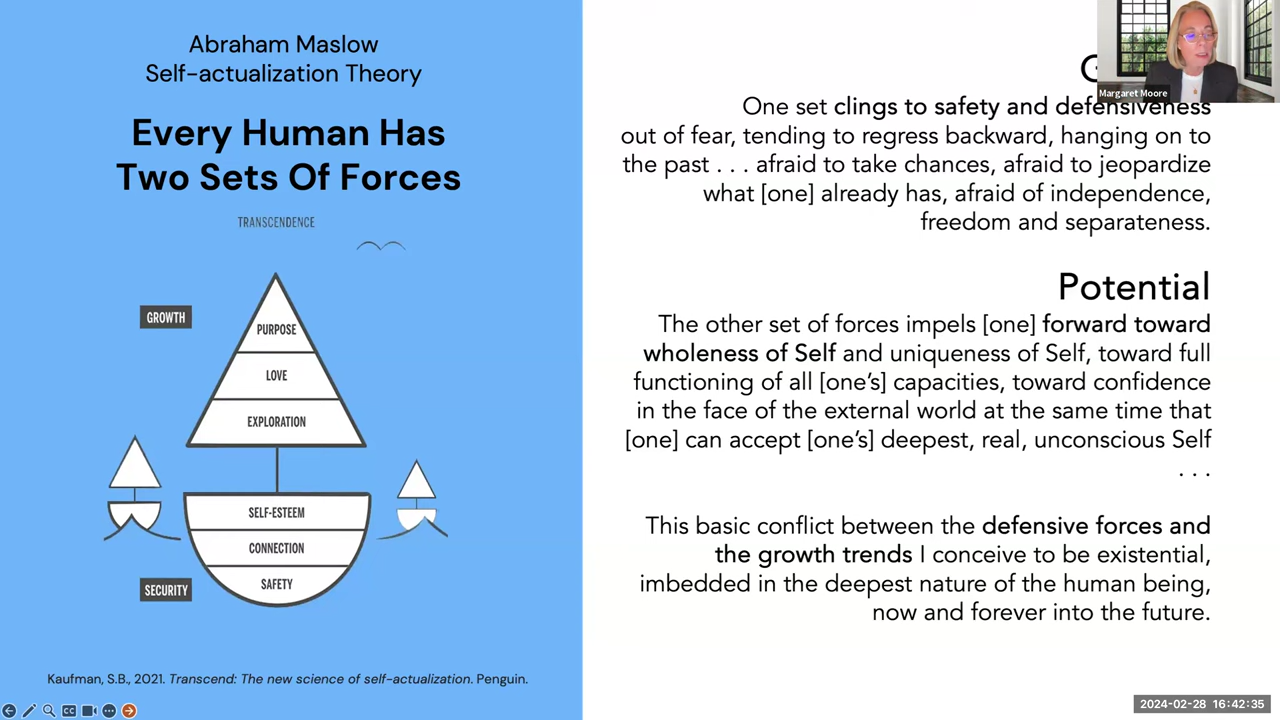 Abraham Maslow
Self-actualization Theory
Every Human Has
Two Sets Of Forces
TRANSCENDENCE
GROWTH
PURPOSE
LOVE
EXPLORATION
SELF-ESTEEM
CONNECTION
SAFETY
SECURITY
Kaufman, S.B., 2021. Transcend: The new science of self-actualization. Penguin.
One set clings to safety and defensiveness
out of fear, tending to regress backward, hanging on to
the past . . . afraid to take chances, afraid to jeopardize
what [one] already has, afraid of independence,
freedom and separateness.
Potential
The other set of forces impels [one] forward toward
wholeness of Self and uniqueness of Self, toward full
functioning of all [one's] capacities, toward confidence
in the face of the external world at the same time that
[one] can accept [one's] deepest, real, unconscious Self
. . .
This basic conflict between the defensive forces and
the growth trends I conceive to be existential,
imbedded in the deepest nature of the human being,
now and forever into the future.
Margaret Moore
CC
2024-02-28 16:42:35